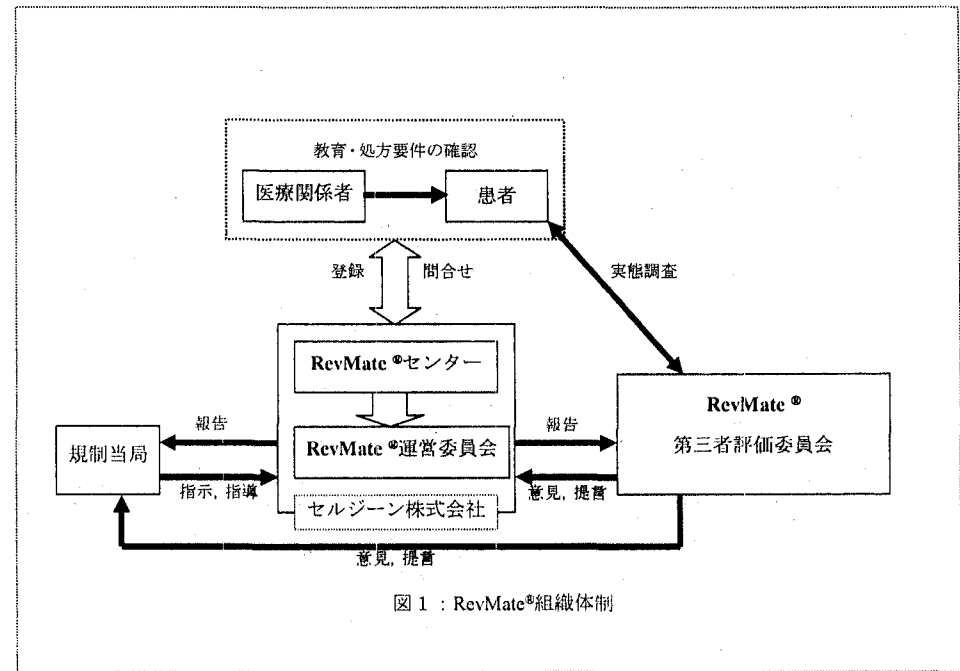 教育・処方要件の確認
医療関係者
患者
登録
問合せ
実態調査
RevMate®センター
RevMate®
第三者評価委員会
報告
RevMate®運営委員会
報告
規制当局
指示, 指導
意見, 提言
セルジーン株式会社
意見, 提言
図1：RevMate®組織体制